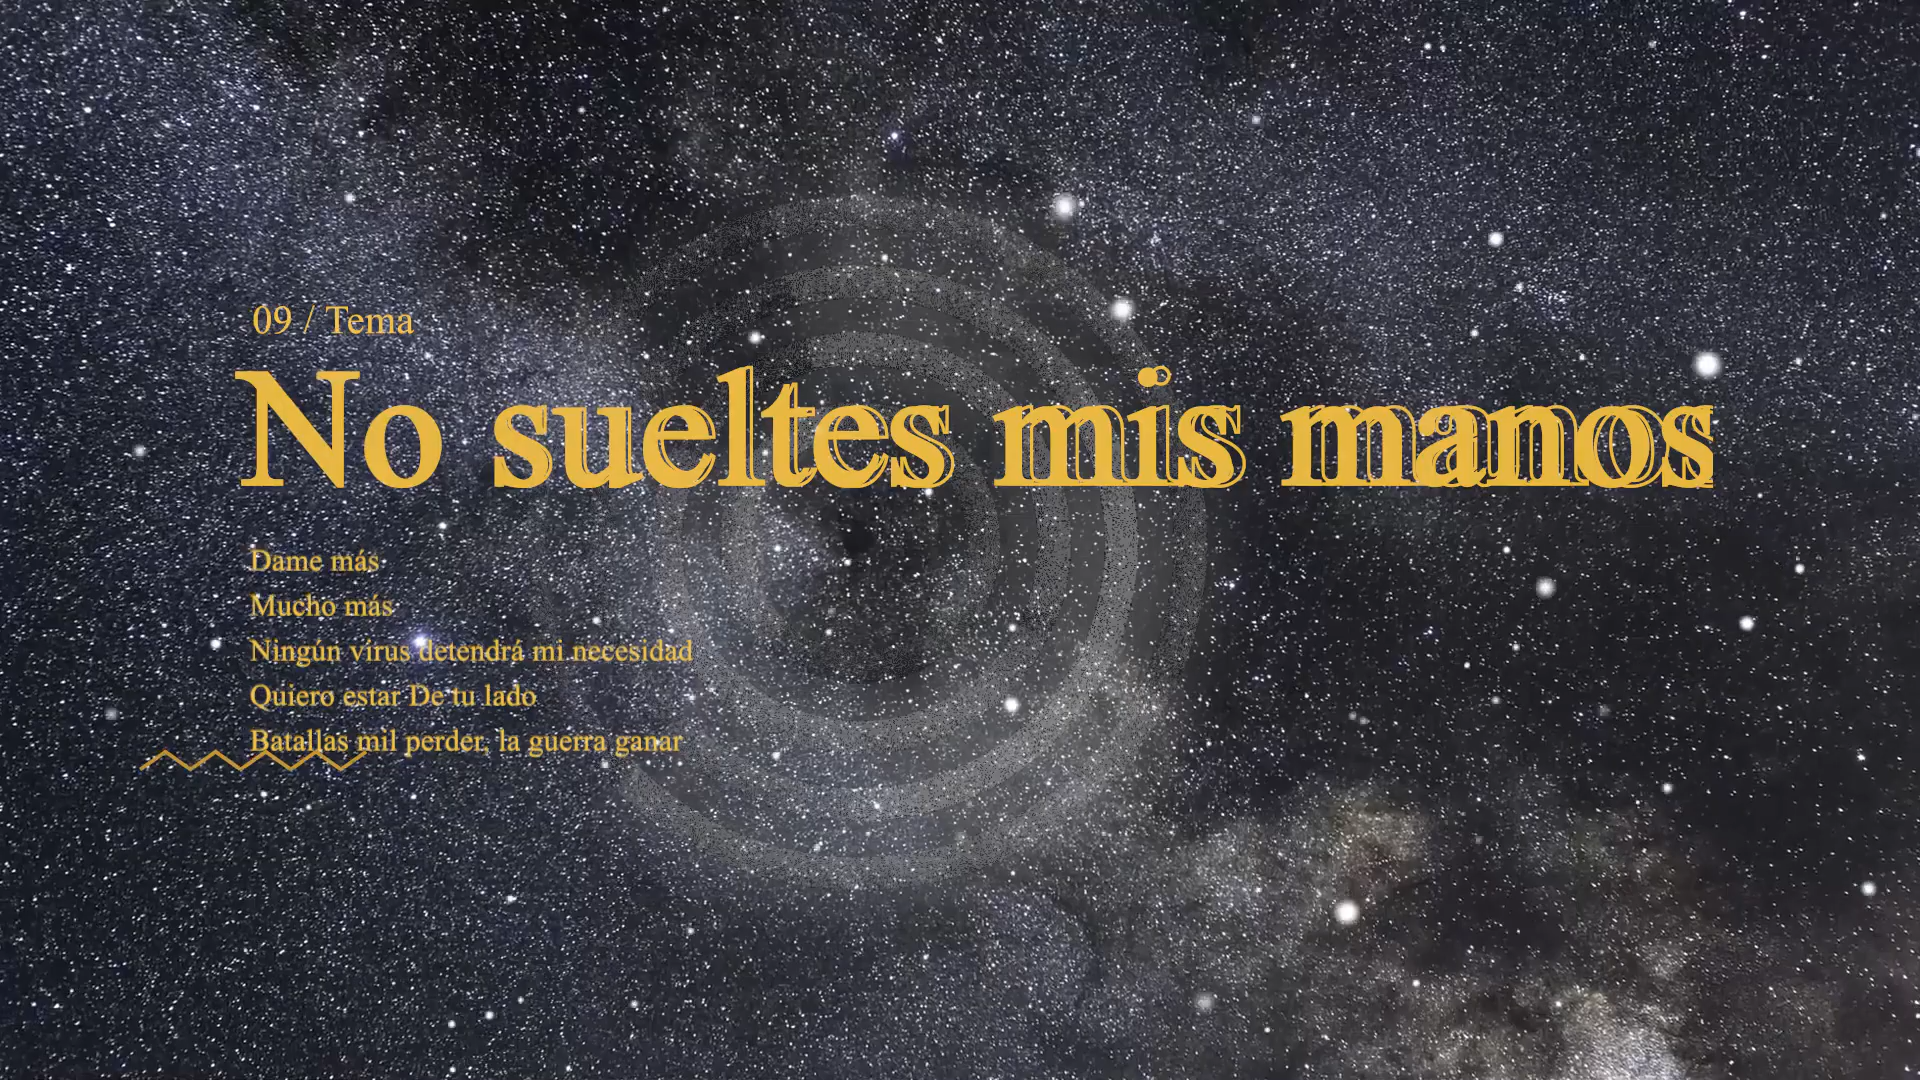 09 / Tema
No sueltes mis manos
Dame más
Mucho más
Ningún vírus detendrá mi necesidad
Quiero estar De tu lado
Batallas mil perder, la guerra ganar